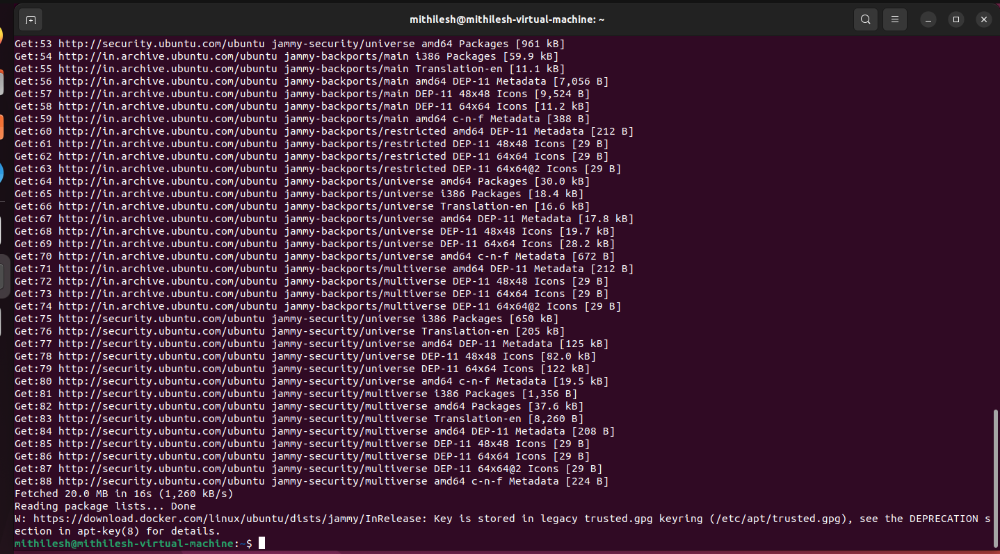 mithilesh@mithilesh-virtual-machine: ~
Get:53 http://security.ubuntu.com/ubuntu jammy-security/universe amd64 Packages [961 kB]
Get:54 http://in.archive.ubuntu.com/ubuntu jammy-backports/main i386 Packages [59.9 kB]
Get:55 http://in.archive.ubuntu.com/ubuntu jammy-backports/main Translation-en [11.1 kB]
Get:56 http://in.archive.ubuntu.com/ubuntu jammy-backports/main amd64 DEP-11 Metadata [7,056 B]
Get:57 http://in.archive.ubuntu.com/ubuntu jammy-backports/main DEP-11 48x48 Icons [9,524 B]
Get:58 http://in.archive.ubuntu.com/ubuntu jammy-backports/main DEP-11 64x64 Icons [11.2 kB]
Get:59 http://in.archive.ubuntu.com/ubuntu jammy-backports/main amd64 c-n-f Metadata [388 B]
Get:60 http://in.archive.ubuntu.com/ubuntu jammy-backports/restricted amd64 DEP-11 Metadata [212 B]
Get:61 http://in.archive.ubuntu.com/ubuntu jammy-backports/restricted DEP-11 48x48 Icons [29 B]
Get:62 http://in.archive.ubuntu.com/ubuntu jammy-backports/restricted DEP-11 64x64 Icons [29 B]
Get:63 http://in.archive.ubuntu.com/ubuntu jammy-backports/restricted DEP-11 64x64@2 Icons [29 B]
Get:64 http://in.archive.ubuntu.com/ubuntu jammy-backports/universe amd64 Packages [30.0 kB]
Get:65 http://in.archive.ubuntu.com/ubuntu jammy-backports/universe i386 Packages [18.4 kB]
Get:66 http://in.archive.ubuntu.com/ubuntu jammy-backports/universe Translation-en [16.6 kB]
Get:67 http://in.archive.ubuntu.com/ubuntu jammy-backports/universe amd64 DEP-11 Metadata [17.8 kB]
Get:68 http://in.archive.ubuntu.com/ubuntu jammy-backports/universe DEP-11 48x48 Icons [19.7 kB]
Get:69 http://in.archive.ubuntu.com/ubuntu jammy-backports/universe DEP-11 64x64 Icons [28.2 kB]
Get:70 http://in.archive.ubuntu.com/ubuntu jammy-backports/universe amd64 c-n-f Metadata [672 B]
Get:71 http://in.archive.ubuntu.com/ubuntu jammy-backports/multiverse amd64 DEP-11 Metadata [212 B]
Get:72 http://in.archive.ubuntu.com/ubuntu jammy-backports/multiverse DEP-11 48x48 Icons [29 B]
Get:73 http://in.archive.ubuntu.com/ubuntu jammy-backports/multiverse DEP-11 64x64 Icons [29 B]
Get:74 http://in.archive.ubuntu.com/ubuntu jammy-backports/multiverse DEP-11 64x64@2 Icons [29 B]
Get:75 http://security.ubuntu.com/ubuntu jammy-security/universe i386 Packages [650 kB]
Get:76 http://security.ubuntu.com/ubuntu jammy-security/universe Translation-en [205 kB]
Get:77 http://security.ubuntu.com/ubuntu jammy-security/universe amd64 DEP-11 Metadata [125 kB]
Get:78 http://security.ubuntu.com/ubuntu jammy-security/universe DEP-11 48x48 Icons [82.0 kB]
Get:79 http://security.ubuntu.com/ubuntu jammy-security/universe DEP-11 64x64 Icons [122 kB]
Get:80 http://security.ubuntu.com/ubuntu jammy-security/universe amd64 c-n-f Metadata [19.5 kB]
Get:81 http://security.ubuntu.com/ubuntu jammy-security/multiverse i386 Packages [1,356 B]
Get:82 http://security.ubuntu.com/ubuntu jammy-security/multiverse amd64 Packages [37.6 kB]
Get:83 http://security.ubuntu.com/ubuntu jammy-security/multiverse Translation-en [8,260 B]
Get:84 http://security.ubuntu.com/ubuntu jammy-security/multiverse amd64 DEP-11 Metadata [208 B]
Get:85 http://security.ubuntu.com/ubuntu jammy-security/multiverse DEP-11 48x48 Icons [29 B]
Get:86 http://security.ubuntu.com/ubuntu jammy-security/multiverse DEP-11 64x64 Icons [29 B]
Get:87 http://security.ubuntu.com/ubuntu jammy-security/multiverse DEP-11 64x64@2 Icons [29 B]
Get:88 http://security.ubuntu.com/ubuntu jammy-security/multiverse amd64 c-n-f Metadata [224 B]
Fetched 20.0 MB in 16s (1,260 kB/s)
Reading package lists... Done
W: https://download.docker.com/linux/ubuntu/dists/jammy/InRelease: Key is stored in legacy trusted.gpg keyring (/etc/apt/trusted.gpg), see the DEPRECATION s
ection in apt-key(8) for details.
mithilesh@mithilesh-virtual-machine:~$